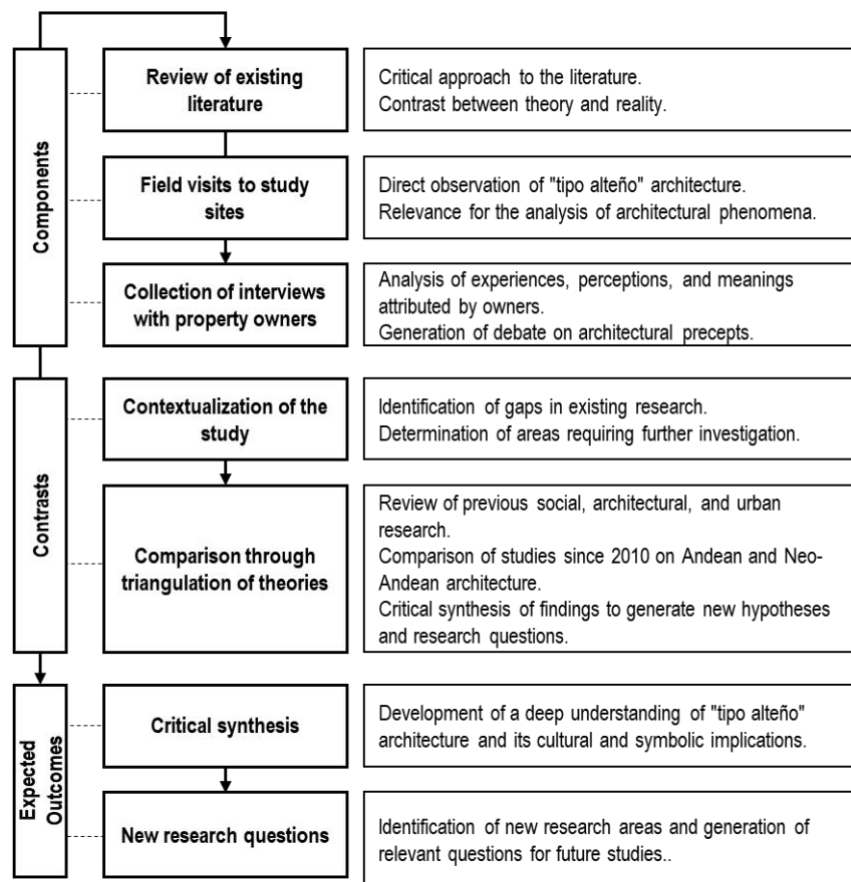 Components
Review of existing
literature
Critical approach to the literature.
Contrast between theory and reality.
Field visits to study
sites
Direct observation of "tipo alteño" architecture.
Relevance for the analysis of architectural phenomena.
Collection of interviews
with property owners
Analysis of experiences, perceptions, and meanings
attributed by owners.
Generation of debate on architectural precepts.
Contrasts
Contextualization of the
study
Identification of gaps in existing research.
Determination of areas requiring further investigation.
Comparison through
triangulation of theories
Review of previous social, architectural, and urban
research.
Comparison of studies since 2010 on Andean and Neo-
Andean architecture.
Critical synthesis of findings to generate new hypotheses
and research questions.
Expected
Outcomes
Critical synthesis
Development of a deep understanding of "tipo alteño"
architecture and its cultural and symbolic implications.
New research questions
Identification of new research areas and generation of
relevant questions for future studies..